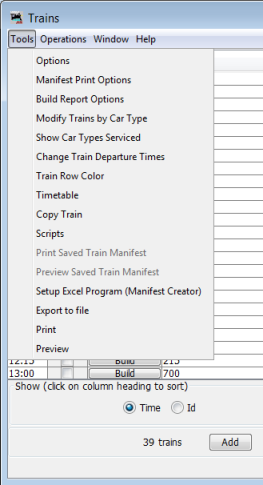 Trains
Tools Operations Window Help
Options
Manifest Print Options
Build Report Options
Modify Trains by Car Type
Show Car Types Serviced
Change Train Departure Times
Train Row Color
Timetable
Copy Train
Scripts
Print Saved Train Manifest
Preview Saved Train Manifest
Setup Excel Program (Manifest Creator)
Export to file
Print
Preview
12:15 Build 215
13:00 Build 700
Show (click on column heading to sort)
Time Id
39 trains Add